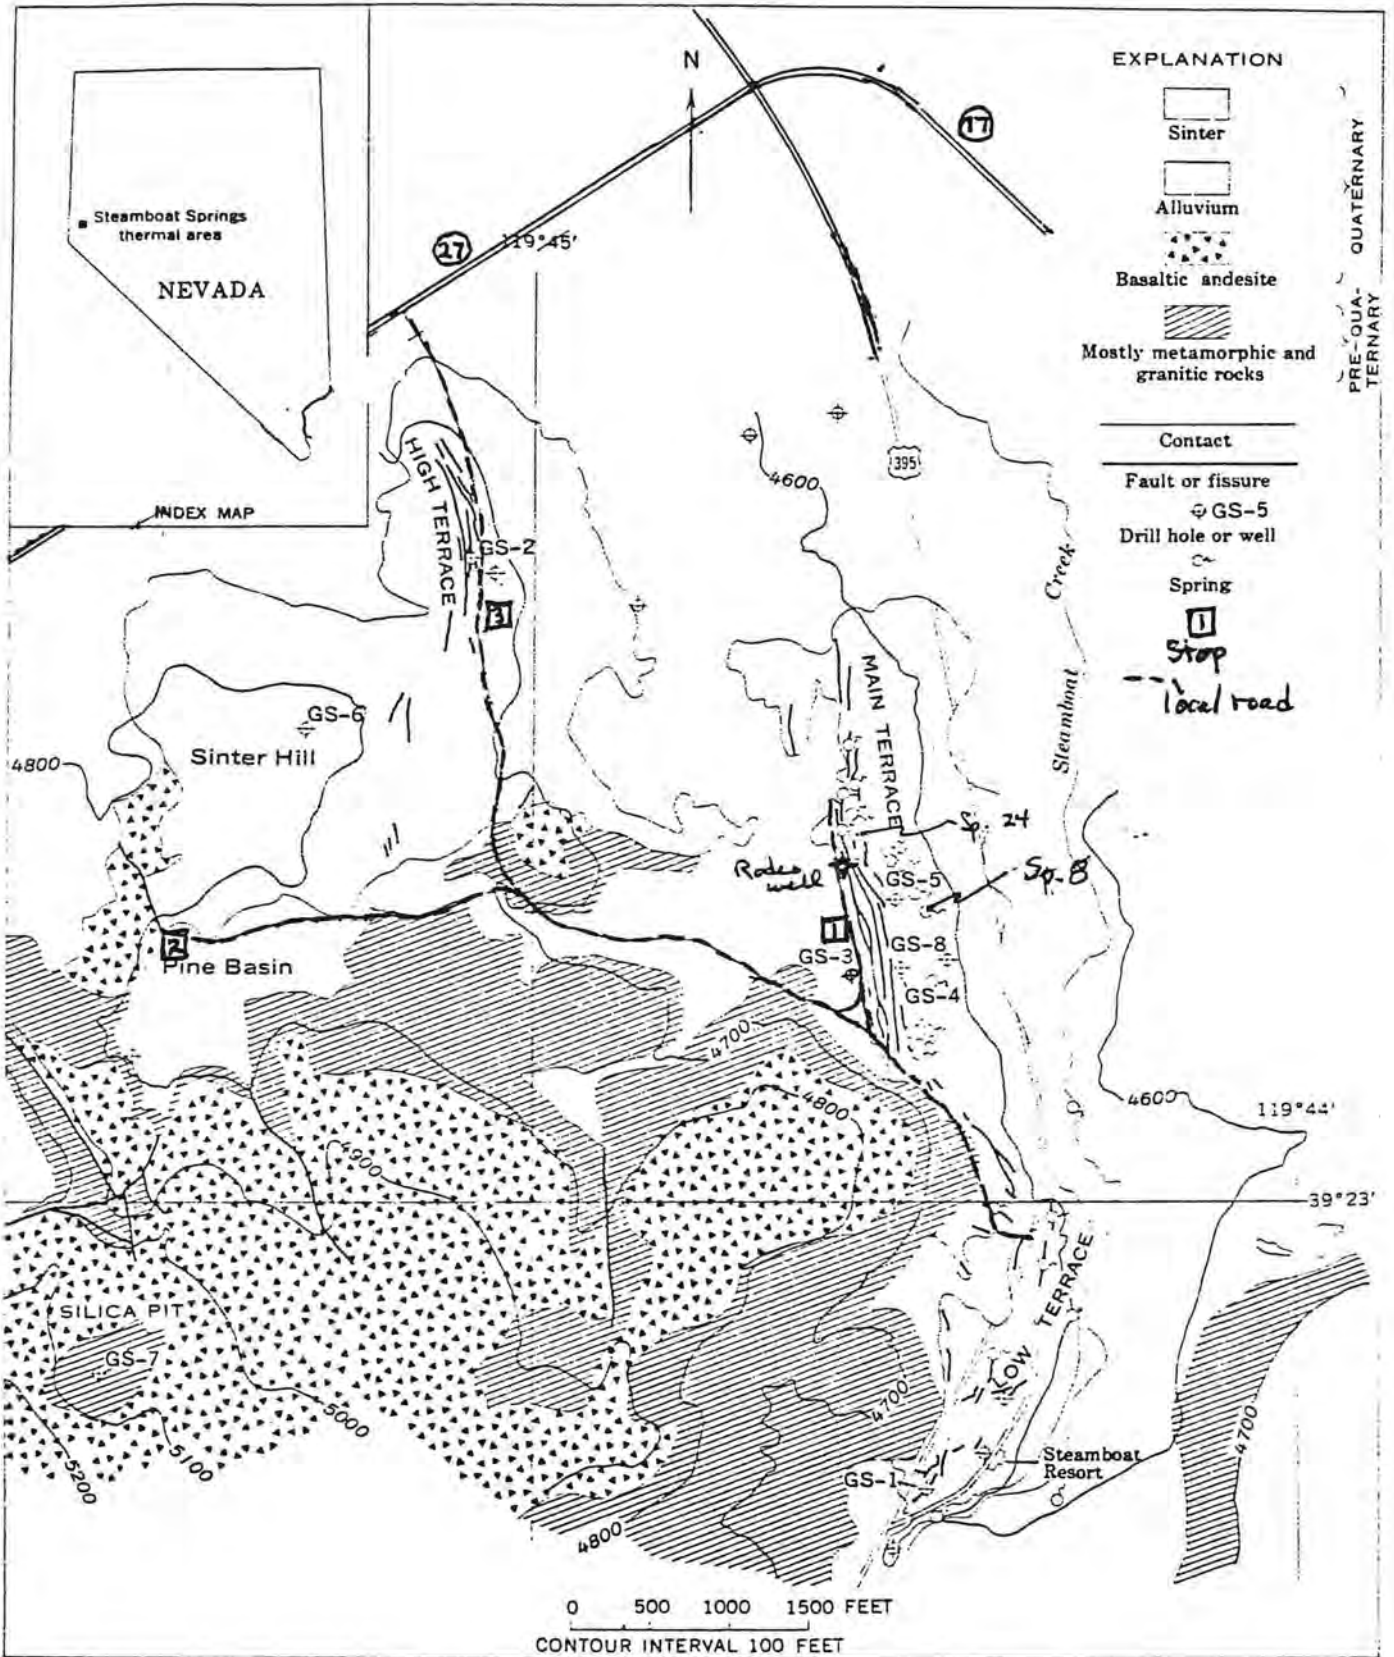 N
EXPLANATION
Sinter
Alluvium
Basaltic andesite
Mostly metamorphic and
granitic rocks
QUATERNARY
PRE-QUA-
TERNARY
Contact
Fault or fissure
GS-5
Drill hole or well
Spring
1
Stop
local road
Steamboat Springs
thermal area
NEVADA
INDEX MAP
27
17
119°45'
395
4600
HIGH TERRACE
GS-2
3
Steamboat Creek
MAIN TERRACE
GS-6
Sinter Hill
4800
Sp. 24
Rodeo
well
GS-5
Sp. 8
1
GS-3
GS-8
GS-4
2
Pine Basin
4700
4800
4900
4600
119°44'
39°23'
SILICA PIT
GS-7
LOW TERRACE
4700
4700
5000
5100
5200
Steamboat
Resort
GS-1
4800
0 500 1000 1500 FEET
CONTOUR INTERVAL 100 FEET